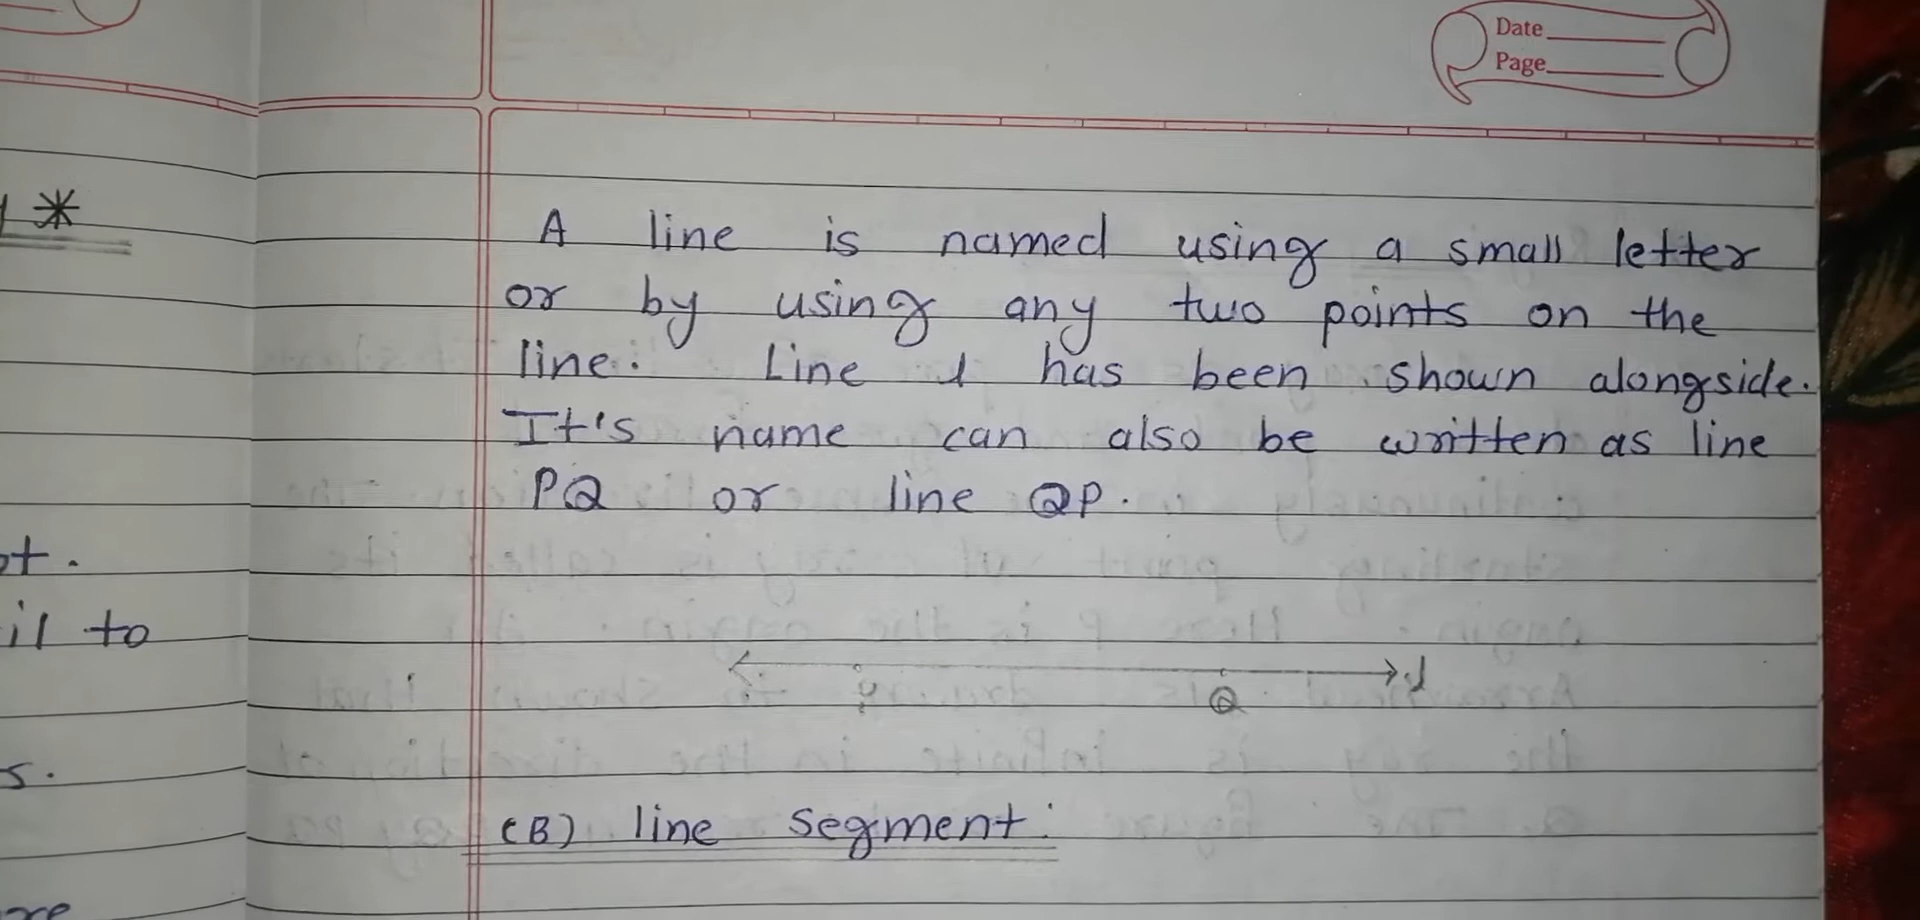 Date
Page
*
A line is named using a small letter
or by using any two points on the
line. Line l has been shown alongside.
It's name can also be written as line
PQ or line QP.
to
P Q l
(B) line segment: